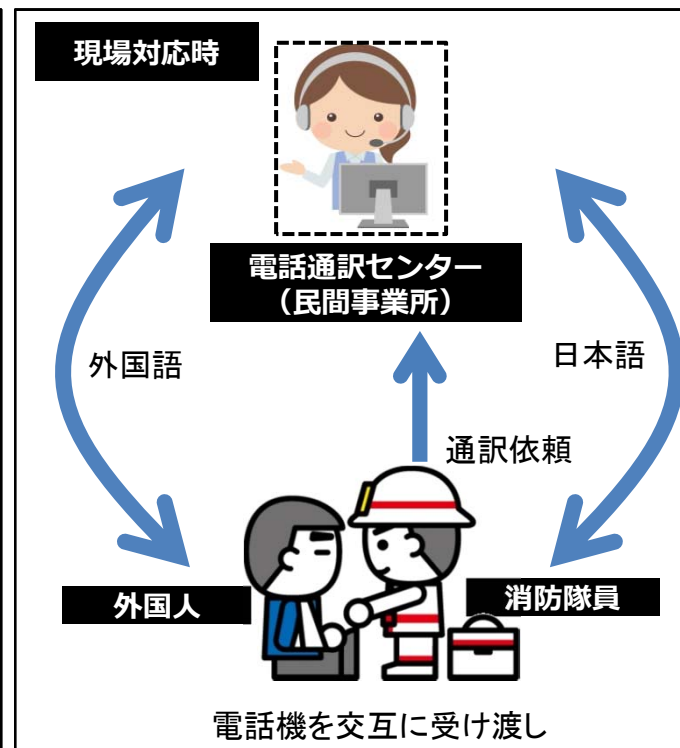 現場対応時
電話通訳センター
（民間事業所）
外国語
日本語
通訳依頼
外国人
消防隊員
電話機を交互に受け渡し